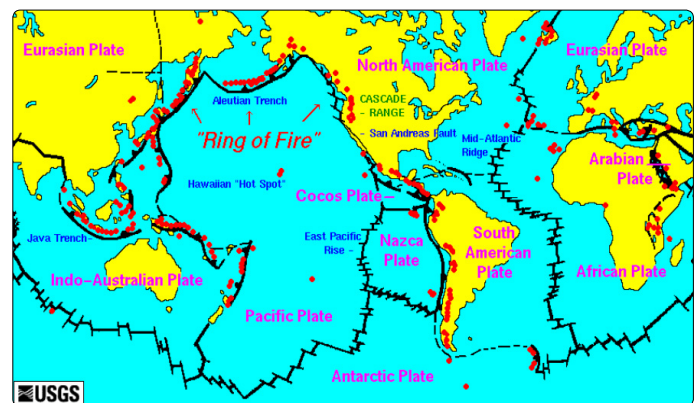 Eurasian Plate
North American Plate
Eurasian Plate
Aleutian Trench
"Ring of Fire"
CASCADE
RANGE
San Andreas Fault
Mid-Atlantic
Ridge
Arabian
Plate
Hawaiian "Hot Spot"
Cocos Plate
Java Trench
East Pacific
Rise
Nazca
Plate
South
American
Plate
Indo-Australian Plate
African Plate
Pacific Plate
Antarctic Plate
USGS